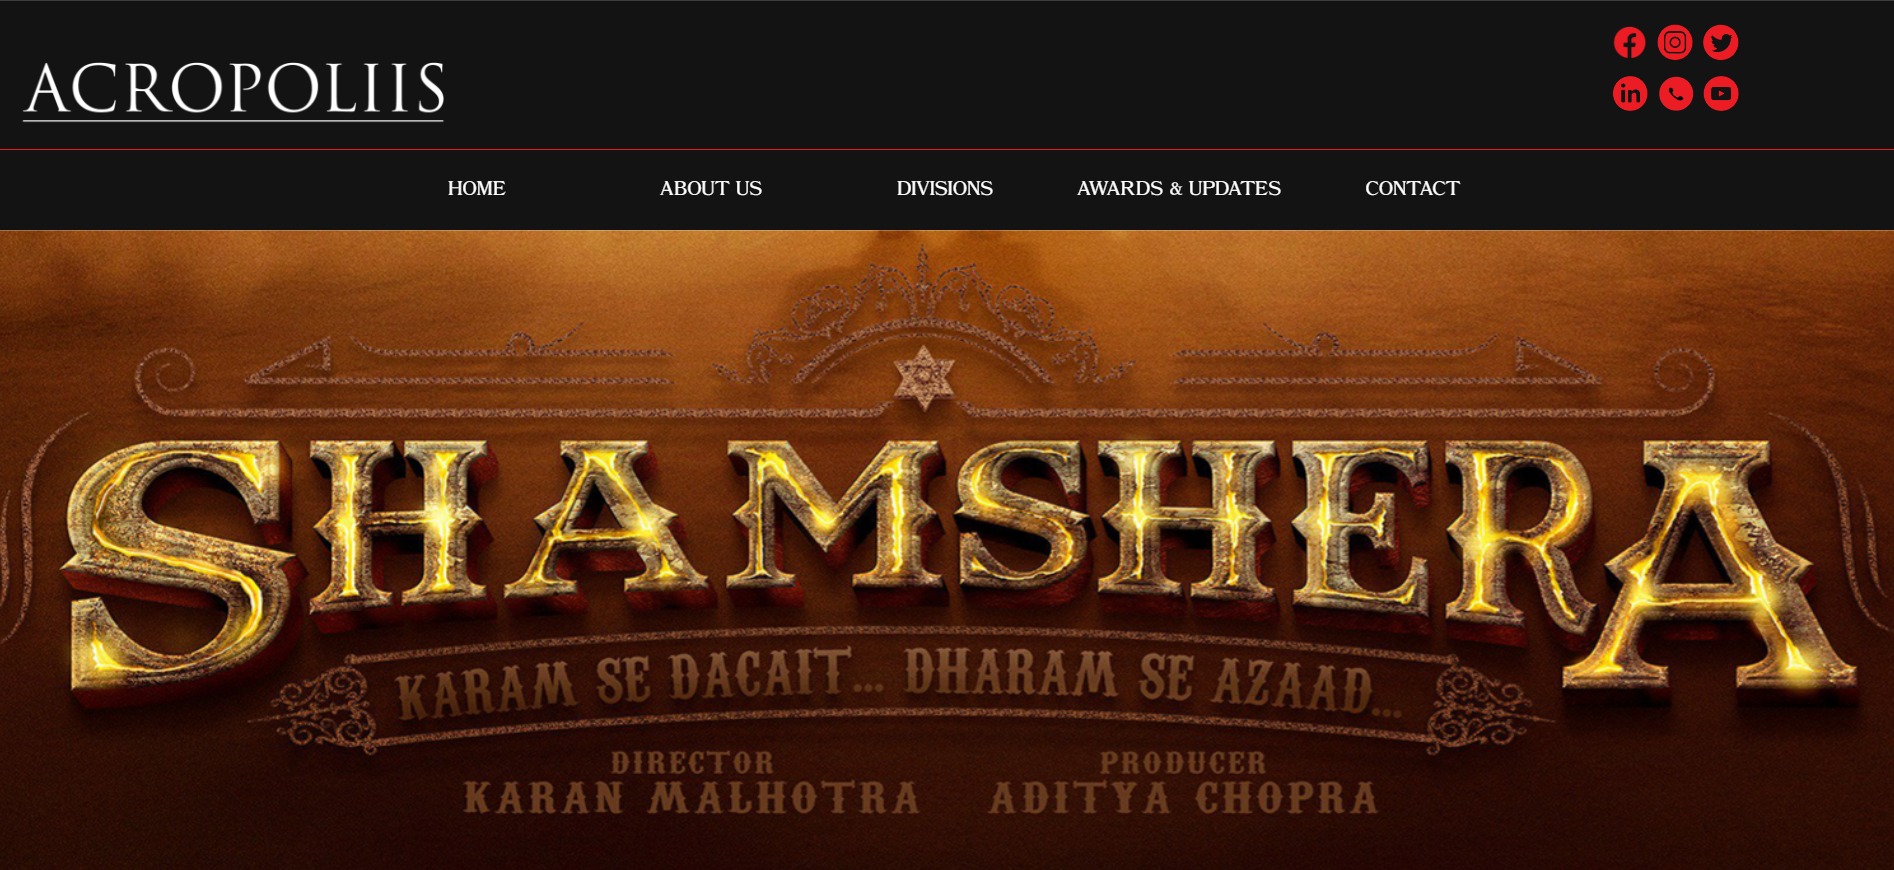 ACROPOLIIS
HOME ABOUT US DIVISIONS AWARDS & UPDATES CONTACT
SHAMSHERA
KARAM SE DACAIT... DHARAM SE AZAAD...
DIRECTOR PRODUCER
KARAN MALHOTRA ADITYA CHOPRA